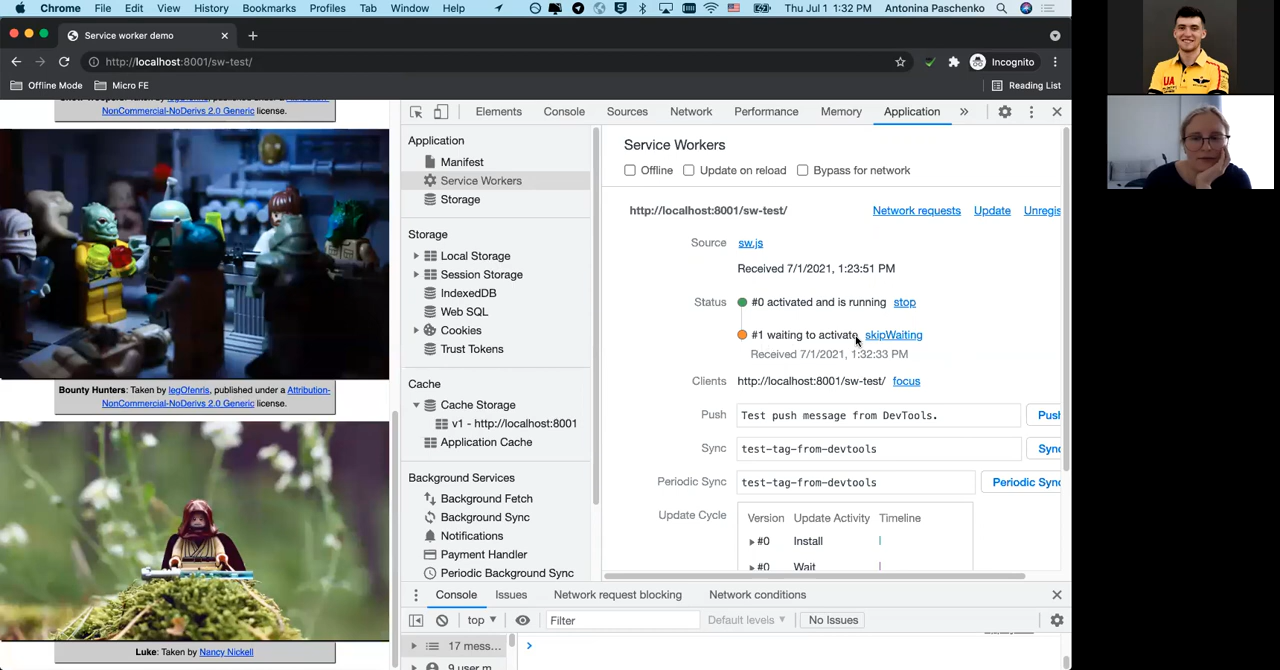 Chrome File Edit View History Bookmarks Profiles Tab Window Help Thu Jul 1 1:32 PM Antonina Paschenko
Service worker demo
http://localhost:8001/sw-test/ Incognito
Offline Mode Micro FE Reading List
NonCommercial-NoDerivs 2.0 Generic license.
Bounty Hunters: Taken by legOfenris, published under a Attribution-
NonCommercial-NoDerivs 2.0 Generic license.
Luke: Taken by Nancy Nickell
Elements Console Sources Network Performance Memory Application
Application
Manifest
Service Workers
Storage
Storage
Local Storage
Session Storage
IndexedDB
Web SQL
Cookies
Trust Tokens
Cache
Cache Storage
v1 - http://localhost:8001
Application Cache
Background Services
Background Fetch
Background Sync
Notifications
Payment Handler
Periodic Background Sync
Service Workers
Offline Update on reload Bypass for network
http://localhost:8001/sw-test/ Network requests Update Unregis
Source sw.js
Received 7/1/2021, 1:23:51 PM
Status #0 activated and is running stop
#1 waiting to activate skipWaiting
Received 7/1/2021, 1:32:33 PM
Clients http://localhost:8001/sw-test/ focus
Push Test push message from DevTools. Push
Sync test-tag-from-devtools Sync
Periodic Sync test-tag-from-devtools Periodic Sync
Update Cycle Version Update Activity Timeline
#0 Install
#0 Wait
Console Issues Network request blocking Network conditions
top Filter Default levels No Issues
17 mess...
9 user m
UA